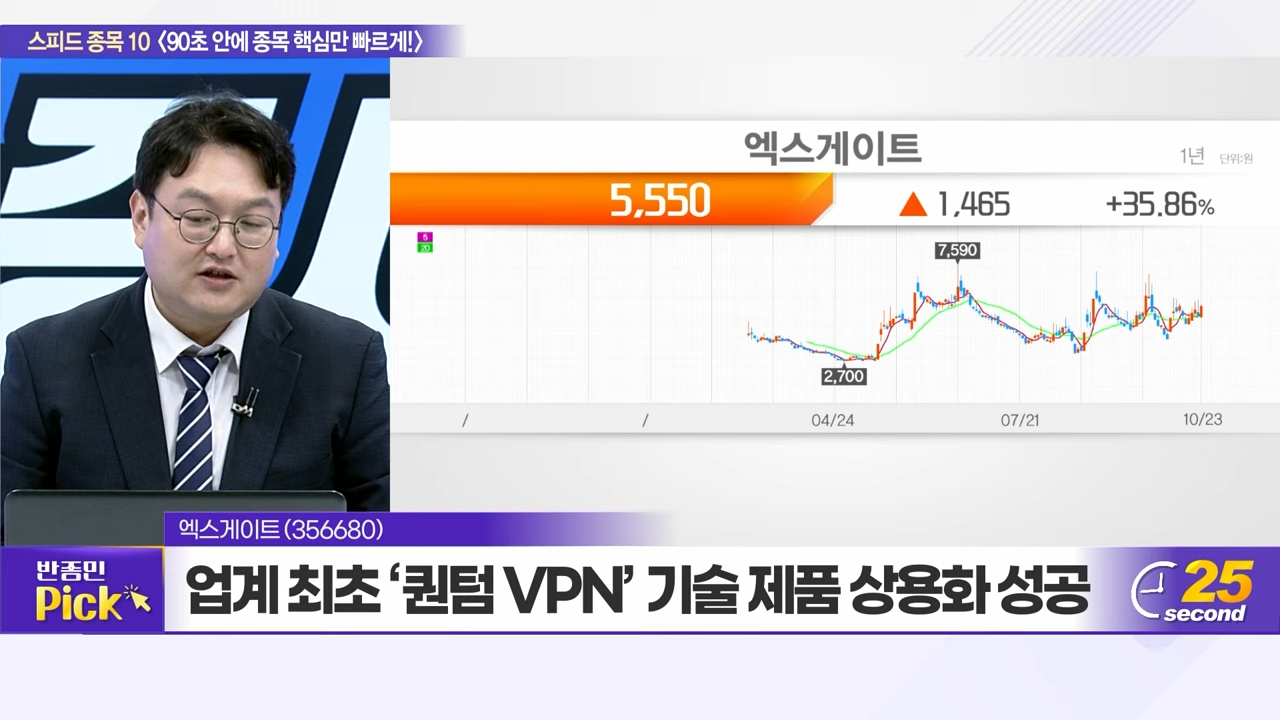 스피드 종목 10 〈90초 안에 종목 핵심만 빠르게!〉
엑스게이트
1년 단위:원
5,550 ▲ 1,465 +35.86%
5
20
7,590
2,700
/ / 04/24 07/21 10/23
엑스게이트(356680)
반종민
Pick
업계 최초 ‘퀀텀 VPN’ 기술 제품 상용화 성공
25
second